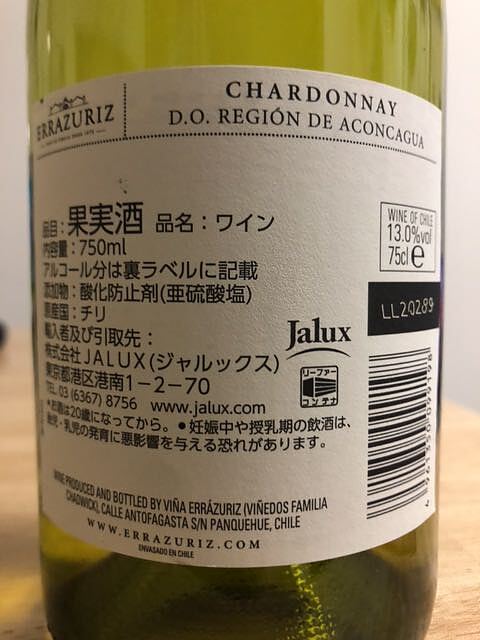 ERRAZURIZ
CHARDONNAY
D.O. REGIÓN DE ACONCAGUA
品目：果実酒 品名：ワイン
内容量：750ml
アルコール分は裏ラベルに記載
添加物：酸化防止剤(亜硫酸塩)
原産国：チリ
輸入者及び引取先：
株式会社JALUX(ジャルックス)
東京都港区港南1－2－70
TEL 03 (6367) 8756 www.jalux.com
●お酒は20歳になってから。●妊娠中や授乳期の飲酒は、
胎児・乳児の発育に悪影響を与える恐れがあります。
WINE OF CHILE
13.0%vol
75cl e
LL20289
Jalux
リーファー
コンテナ
WINE PRODUCED AND BOTTLED BY VIÑA ERRÁZURIZ (VIÑEDOS FAMILIA
CHADWICK), CALLE ANTOFAGASTA S/N PANQUEHUE, CHILE
WWW.ERRAZURIZ.COM
ENVASADO EN CHILE